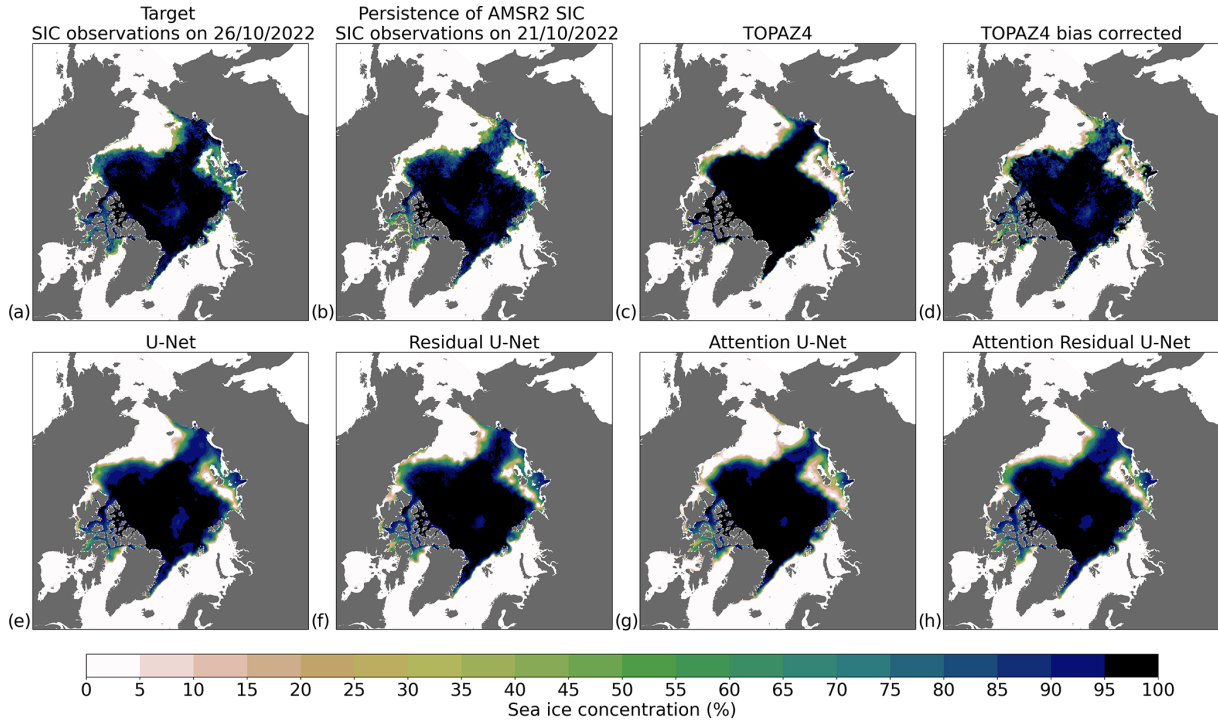 Target
SIC observations on 26/10/2022
Persistence of AMSR2 SIC
SIC observations on 21/10/2022
TOPAZ4
TOPAZ4 bias corrected
(a)
(b)
(c)
(d)
U-Net
Residual U-Net
Attention U-Net
Attention Residual U-Net
(e)
(f)
(g)
(h)
0 5 10 15 20 25 30 35 40 45 50 55 60 65 70 75 80 85 90 95 100
Sea ice concentration (%)